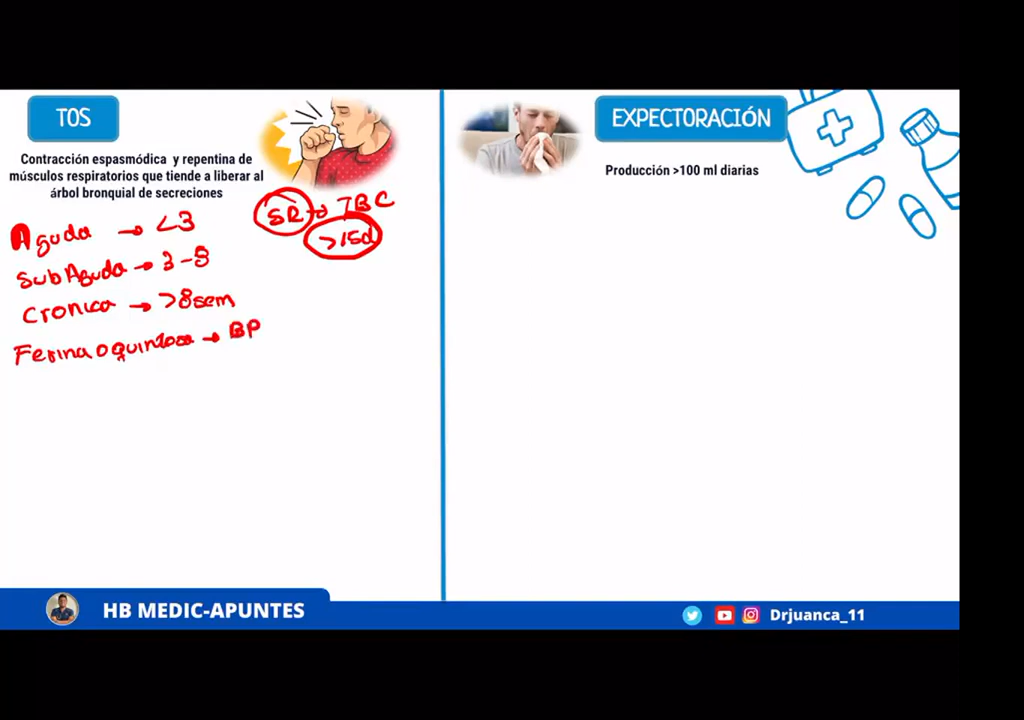 TOS
Contracción espasmódica y repentina de
músculos respiratorios que tiende a liberar al
árbol bronquial de secreciones
SR TBC
>15d
Aguda → <3
SubAguda → 3-8
Cronica → >8sem
Ferina o quintosa → BP
EXPECTORACIÓN
Producción >100 ml diarias
HB MEDIC-APUNTES
Drjuanca_11